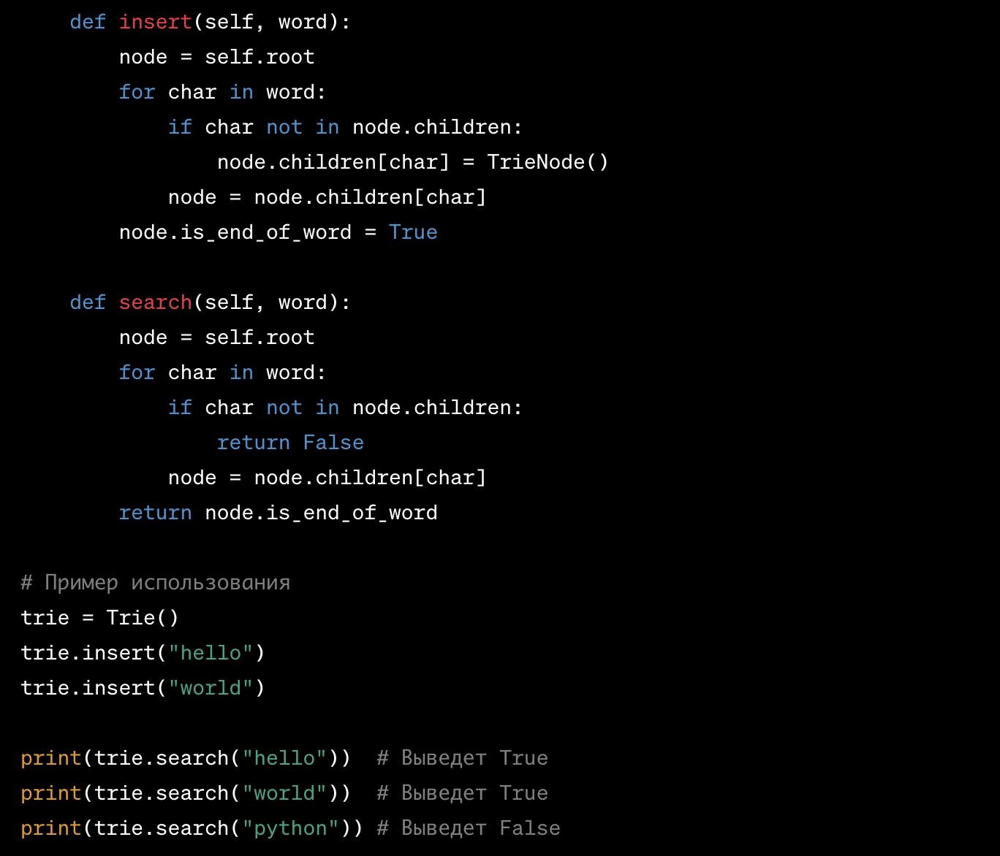 def insert(self, word):
        node = self.root
        for char in word:
            if char not in node.children:
                node.children[char] = TrieNode()
            node = node.children[char]
        node.is_end_of_word = True

    def search(self, word):
        node = self.root
        for char in word:
            if char not in node.children:
                return False
            node = node.children[char]
        return node.is_end_of_word

# Пример использования
trie = Trie()
trie.insert("hello")
trie.insert("world")

print(trie.search("hello"))  # Выведет True
print(trie.search("world"))  # Выведет True
print(trie.search("python")) # Выведет False